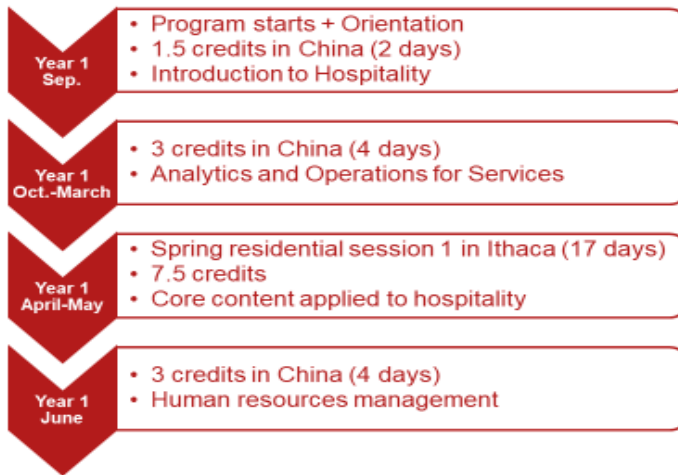 Year 1
Sep.
• Program starts + Orientation
• 1.5 credits in China (2 days)
• Introduction to Hospitality
Year 1
Oct.-March
• 3 credits in China (4 days)
• Analytics and Operations for Services
Year 1
April-May
• Spring residential session 1 in Ithaca (17 days)
• 7.5 credits
• Core content applied to hospitality
Year 1
June
• 3 credits in China (4 days)
• Human resources management